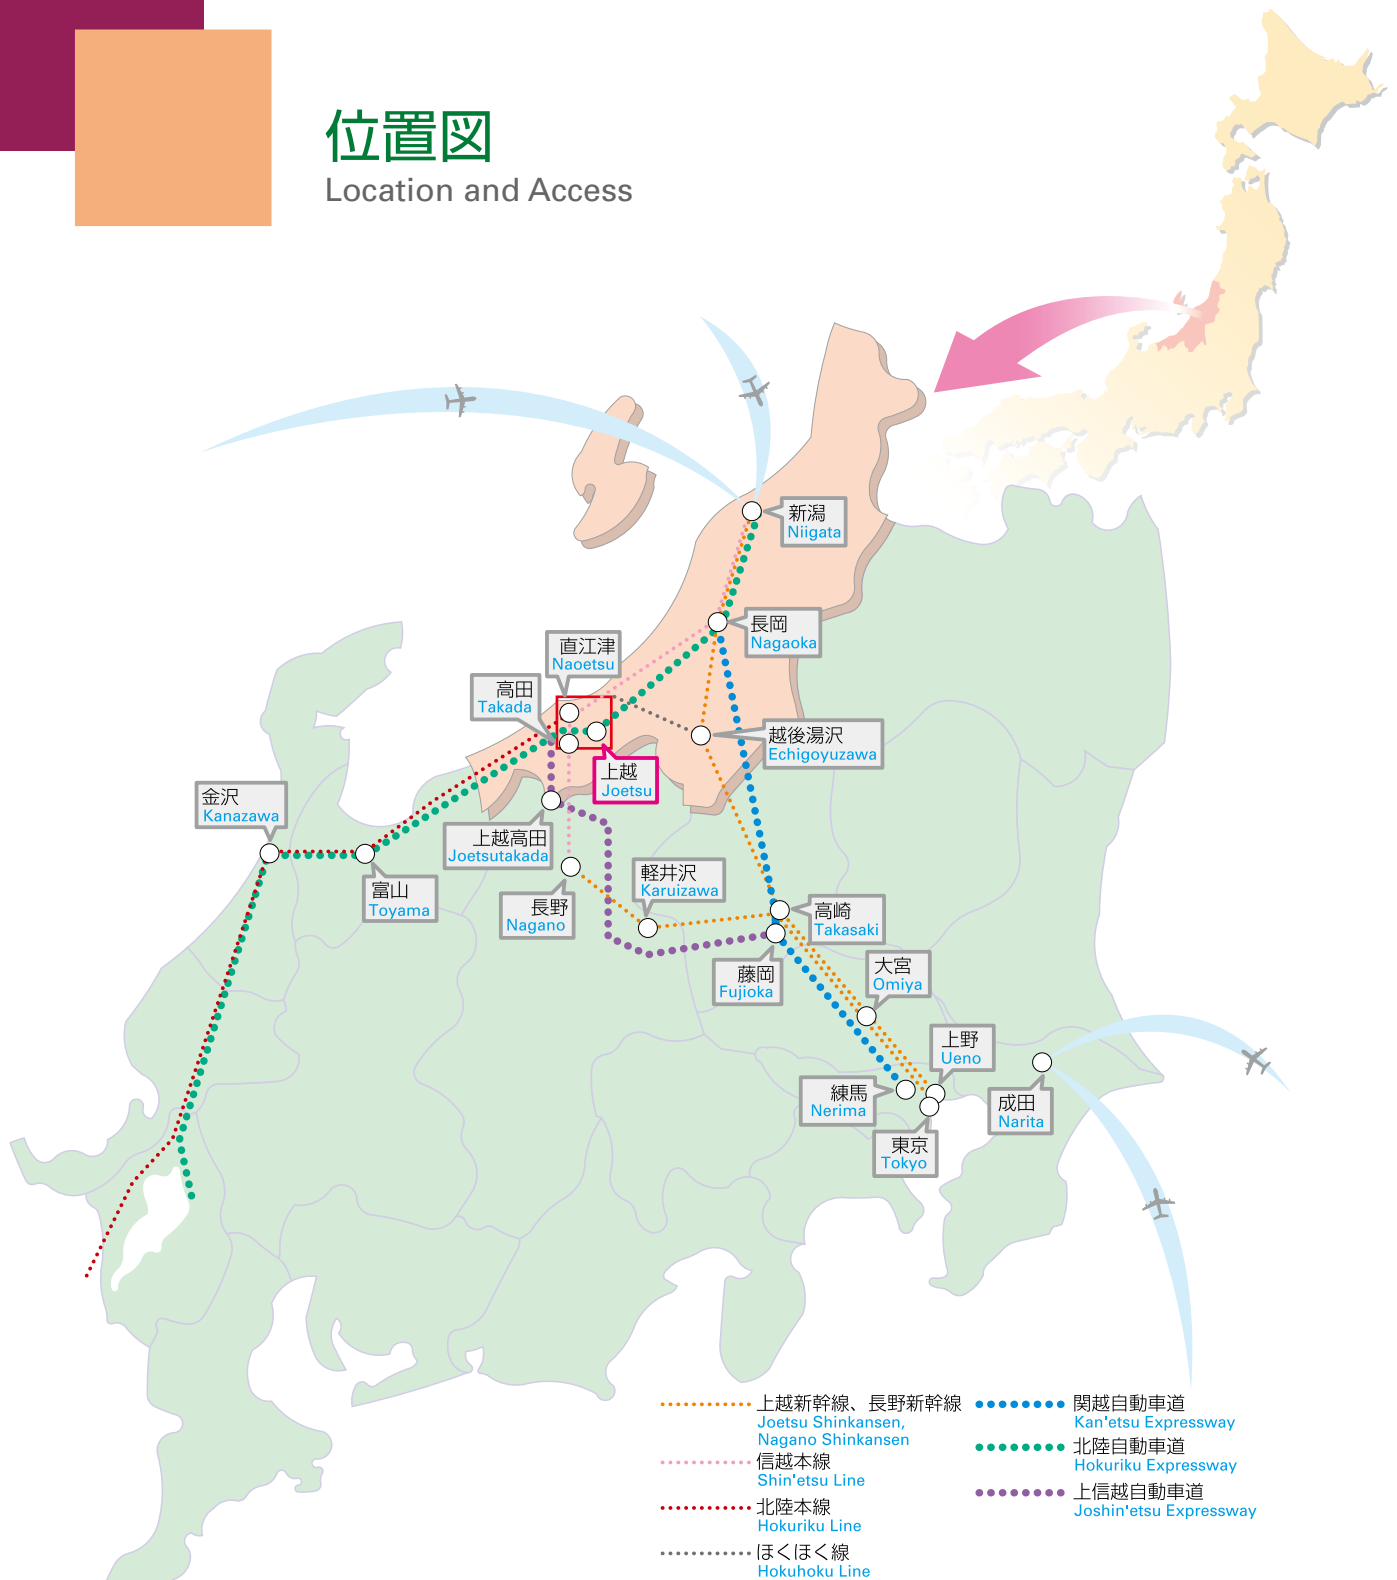 位置図
Location and Access
新潟
Niigata
長岡
Nagaoka
直江津
Naoetsu
高田
Takada
越後湯沢
Echigoyuzawa
上越
Joetsu
金沢
Kanazawa
上越高田
Joetsutakada
富山
Toyama
軽井沢
Karuizawa
長野
Nagano
高崎
Takasaki
藤岡
Fujioka
大宮
Omiya
上野
Ueno
練馬
Nerima
成田
Narita
東京
Tokyo
上越新幹線、長野新幹線
Joetsu Shinkansen,
Nagano Shinkansen
信越本線
Shin'etsu Line
北陸本線
Hokuriku Line
ほくほく線
Hokuhoku Line
関越自動車道
Kan'etsu Expressway
北陸自動車道
Hokuriku Expressway
上信越自動車道
Joshin'etsu Expressway